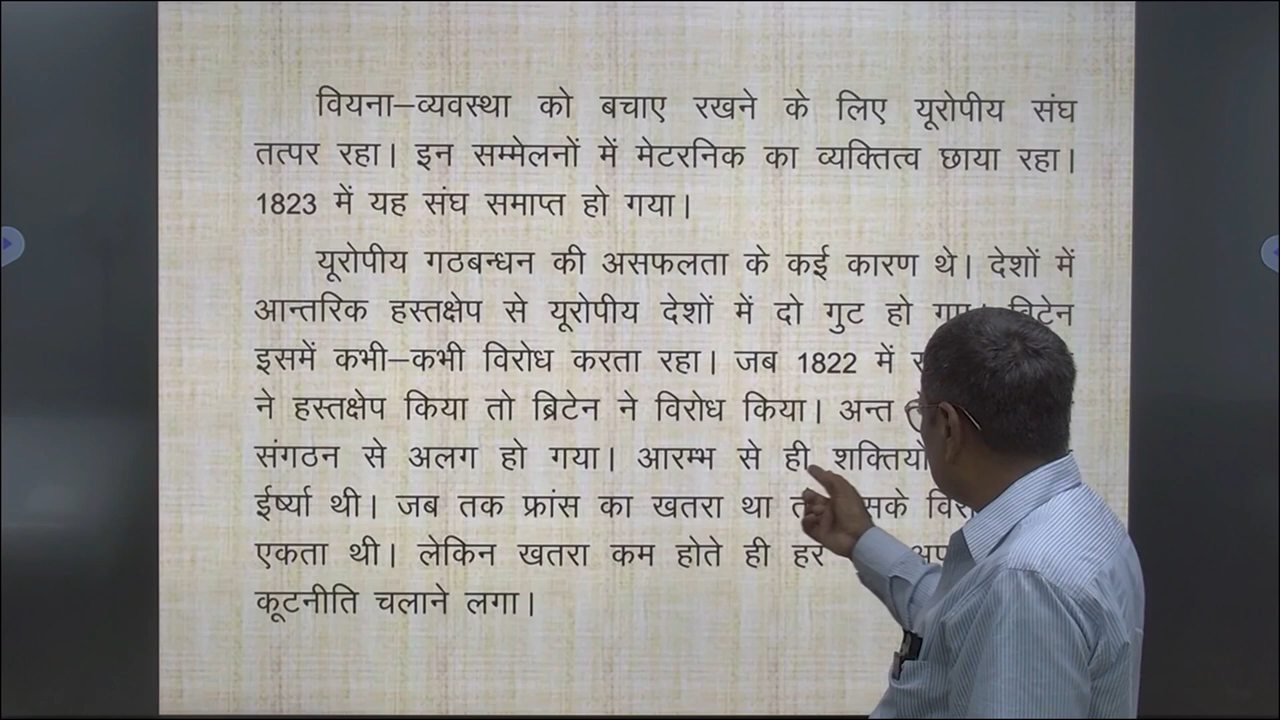 वियना–व्यवस्था को बचाए रखने के लिए यूरोपीय संघ
तत्पर रहा। इन सम्मेलनों में मेटरनिक का व्यक्तित्व छाया रहा।
1823 में यह संघ समाप्त हो गया।
यूरोपीय गठबन्धन की असफलता के कई कारण थे। देशों में
आन्तरिक हस्तक्षेप से यूरोपीय देशों में दो गुट हो
इसमें कभी–कभी विरोध करता रहा। जब 1822 में
ने हस्तक्षेप किया तो ब्रिटेन ने विरोध किया। अन्त
संगठन से अलग हो गया। आरम्भ से ही
ईर्ष्या थी। जब तक फ्रांस का खतरा था
एकता थी। लेकिन खतरा कम होते ही हर
कूटनीति चलाने लगा।